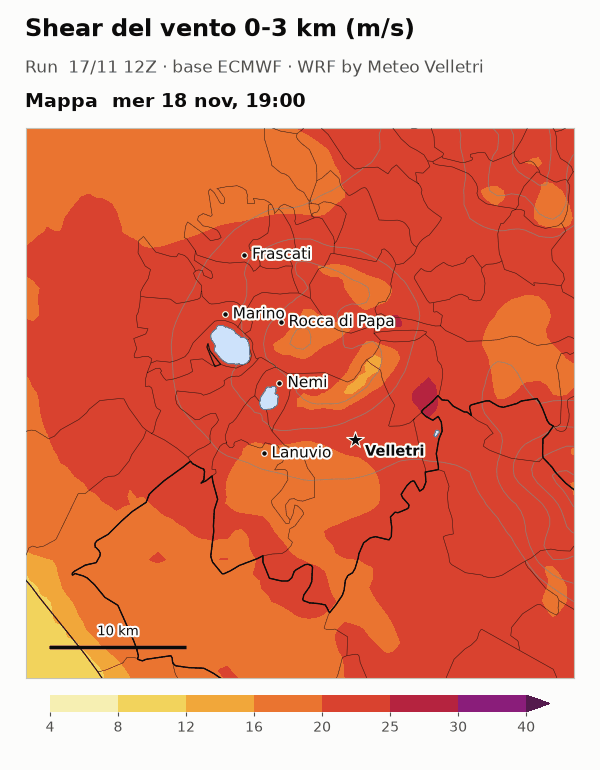 Shear del vento 0-3 km (m/s)
Run  17/11 12Z · base ECMWF · WRF by Meteo Velletri
Mappa  mer 18 nov, 19:00
Frascati
Marino
Rocca di Papa
Nemi
Velletri
Lanuvio
10 km
4 8 12 16 20 25 30 40